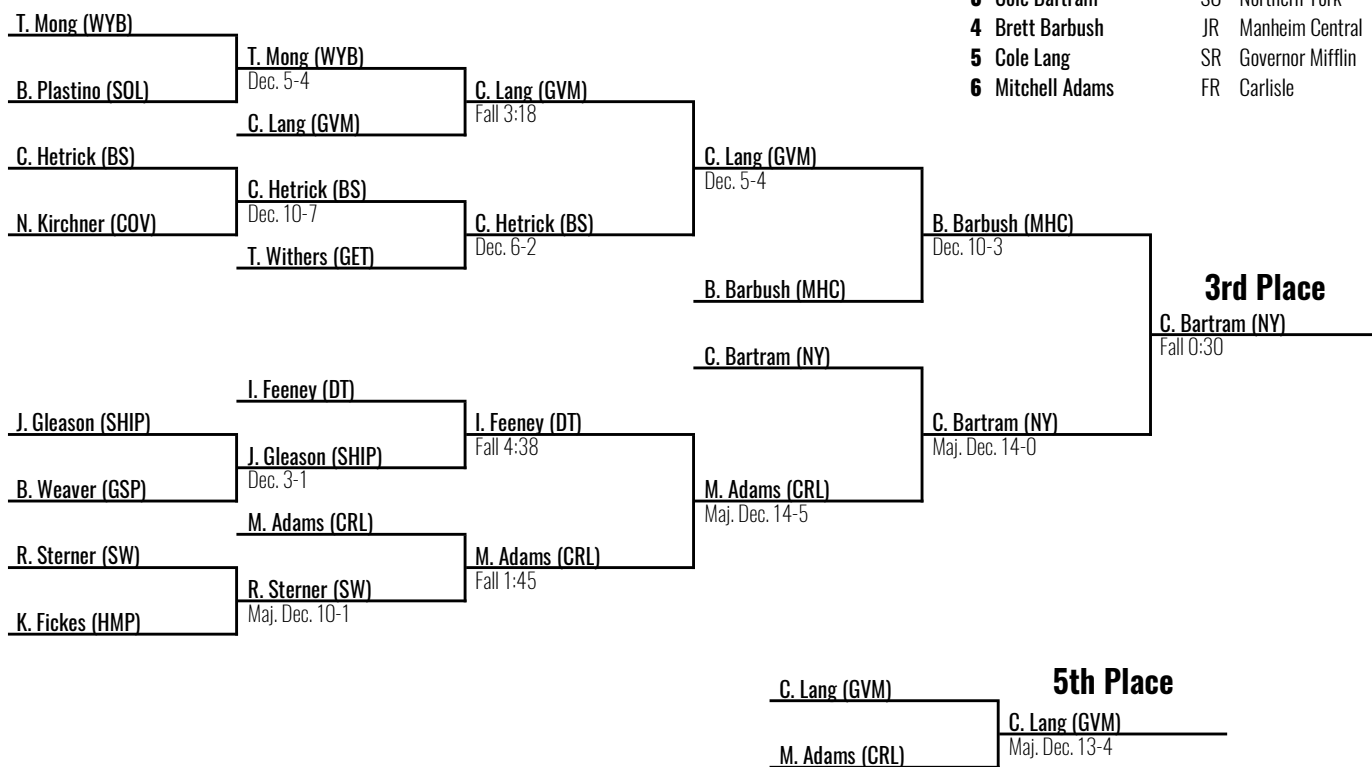 3 Cole Bartram SO Northern York
4 Brett Barbush JR Manheim Central
5 Cole Lang SR Governor Mifflin
6 Mitchell Adams FR Carlisle
T. Mong (WYB)
B. Plastino (SOL)
C. Hetrick (BS)
N. Kirchner (COV)
J. Gleason (SHIP)
B. Weaver (GSP)
R. Sterner (SW)
K. Fickes (HMP)
T. Mong (WYB)
Dec. 5-4
C. Lang (GVM)
C. Hetrick (BS)
Dec. 10-7
T. Withers (GET)
I. Feeney (DT)
J. Gleason (SHIP)
Dec. 3-1
M. Adams (CRL)
R. Sterner (SW)
Maj. Dec. 10-1
C. Lang (GVM)
Fall 3:18
C. Hetrick (BS)
Dec. 6-2
I. Feeney (DT)
Fall 4:38
M. Adams (CRL)
Fall 1:45
C. Lang (GVM)
Dec. 5-4
B. Barbush (MHC)
C. Bartram (NY)
M. Adams (CRL)
Maj. Dec. 14-5
B. Barbush (MHC)
Dec. 10-3
C. Bartram (NY)
Maj. Dec. 14-0
3rd Place
C. Bartram (NY)
Fall 0:30
5th Place
C. Lang (GVM)
M. Adams (CRL)
C. Lang (GVM)
Maj. Dec. 13-4